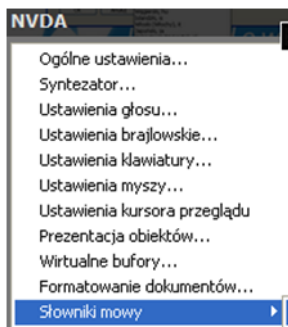 NVDA
Ogólne ustawienia...
Syntezator...
Ustawienia głosu...
Ustawienia brajlowskie...
Ustawienia klawiatury...
Ustawienia myszy...
Ustawienia kursora przeglądu
Prezentacja obiektów...
Wirtualne bufory...
Formatowanie dokumentów...
Słowniki mowy